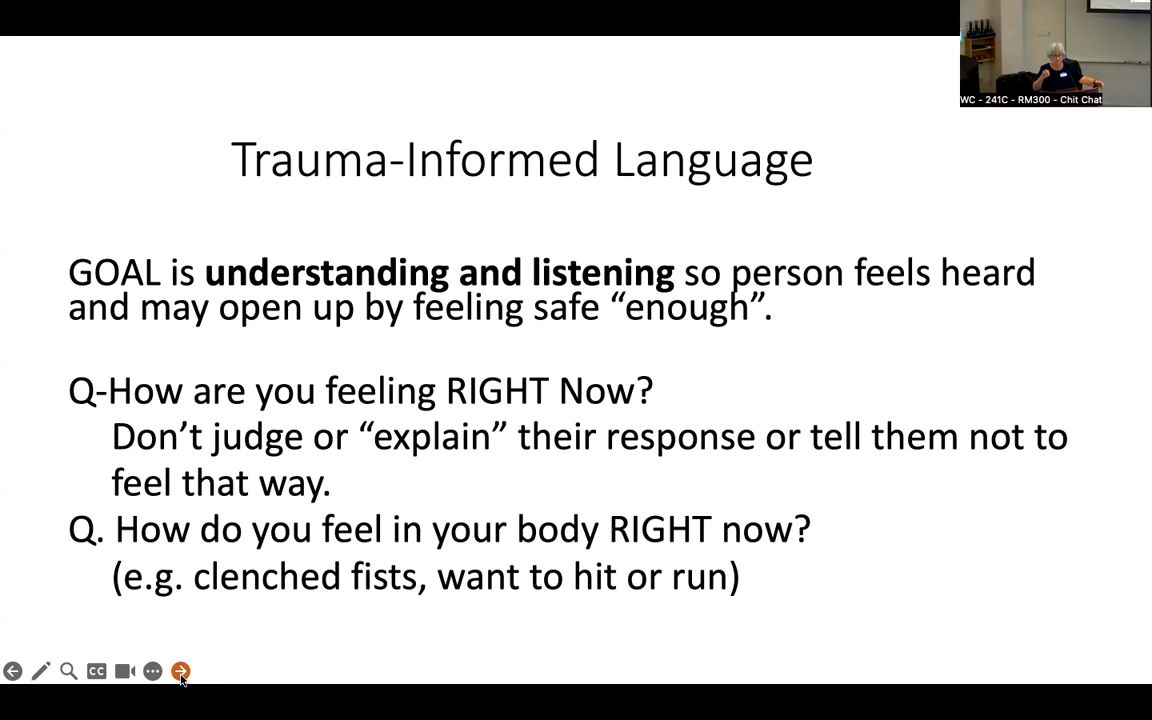 WC - 241C - RM300 - Chit Chat
Trauma-Informed Language
GOAL is understanding and listening so person feels heard
and may open up by feeling safe “enough”.
Q-How are you feeling RIGHT Now?
Don’t judge or “explain” their response or tell them not to
feel that way.
Q. How do you feel in your body RIGHT now?
(e.g. clenched fists, want to hit or run)
CC